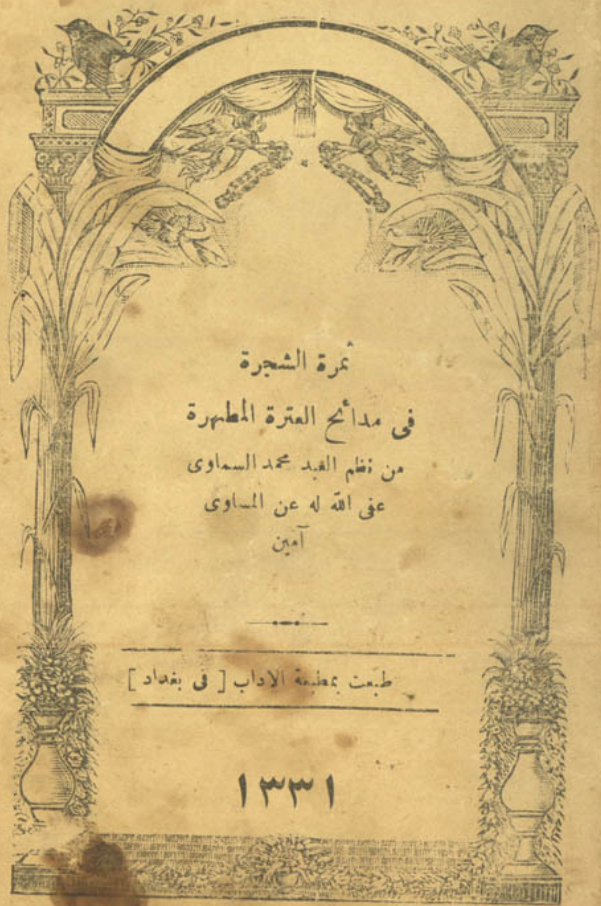 ثمرة الشجرة
فى مدائح العترة المطهرة
من نظم العبد محمد السماوى
عفى الله له عن المساوى
آمين
طبعت بمطبعة الاداب [ فى بغداد ]
١٣٣١